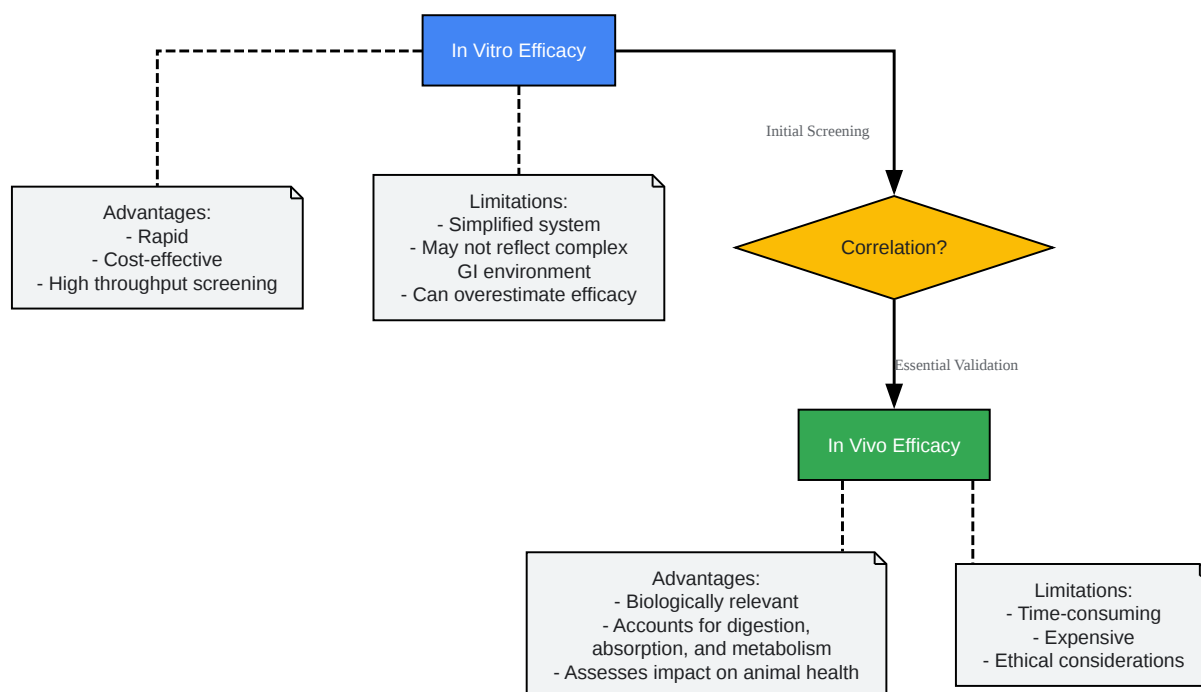 In Vitro Efficacy
Initial Screening
Advantages:
- Rapid
- Cost-effective
- High throughput screening
Limitations:
- Simplified system
- May not reflect complex
GI environment
- Can overestimate efficacy
Correlation?
Essential Validation
In Vivo Efficacy
Advantages:
- Biologically relevant
- Accounts for digestion,
absorption, and metabolism
- Assesses impact on animal health
Limitations:
- Time-consuming
- Expensive
- Ethical considerations